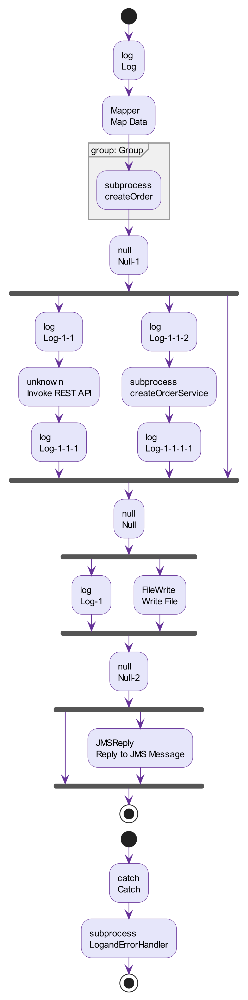 log
Log
Mapper
Map Data
group: Group
subprocess
createOrder
null
Null-1
log
Log-1-1
log
Log-1-1-2
unknown
Invoke REST API
subprocess
createOrderService
log
Log-1-1-1
log
Log-1-1-1-1
null
Null
log
Log-1
FileWrite
Write File
null
Null-2
JMSReply
Reply to JMS Message
catch
Catch
subprocess
LogandErrorHandler